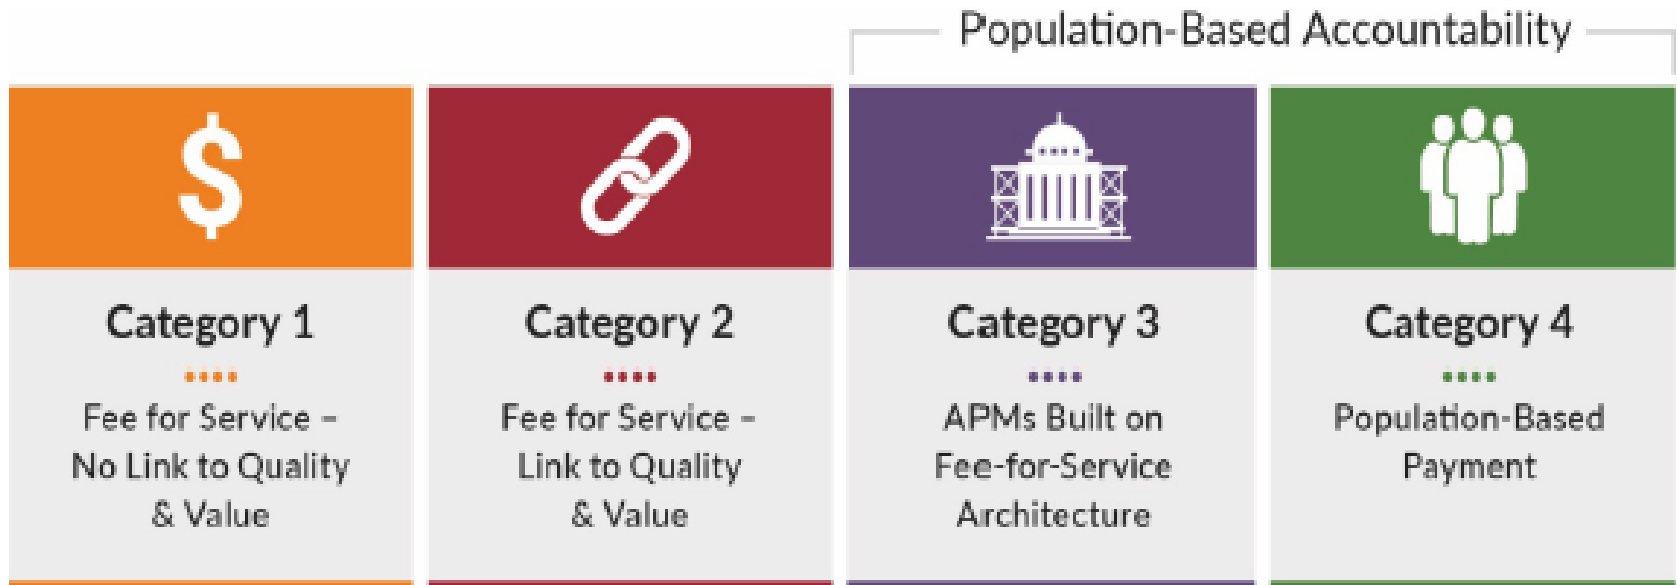 Population-Based Accountability
$
Category 1
Fee for Service –
No Link to Quality
& Value
Category 2
Fee for Service –
Link to Quality
& Value
Category 3
APMs Built on
Fee-for-Service
Architecture
Category 4
Population-Based
Payment